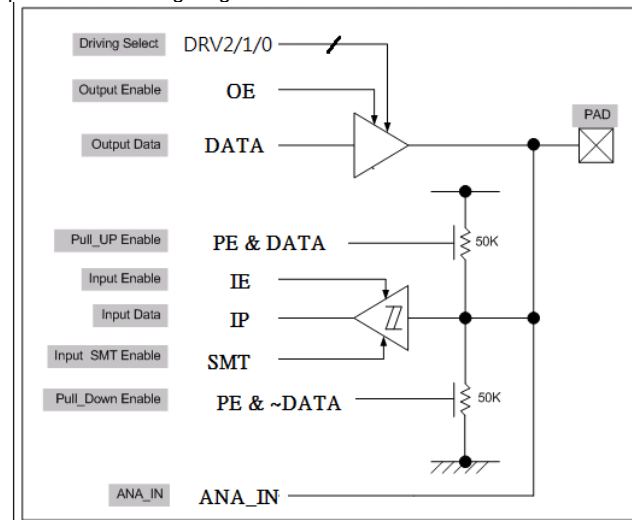 Driving Select DRV2/1/0
Output Enable OE
PAD
Output Data DATA
Pull_UP Enable PE & DATA 50K
Input Enable IE
Input Data IP
Input SMT Enable SMT
Pull_Down Enable PE & ~DATA 50K
ANA_IN ANA_IN